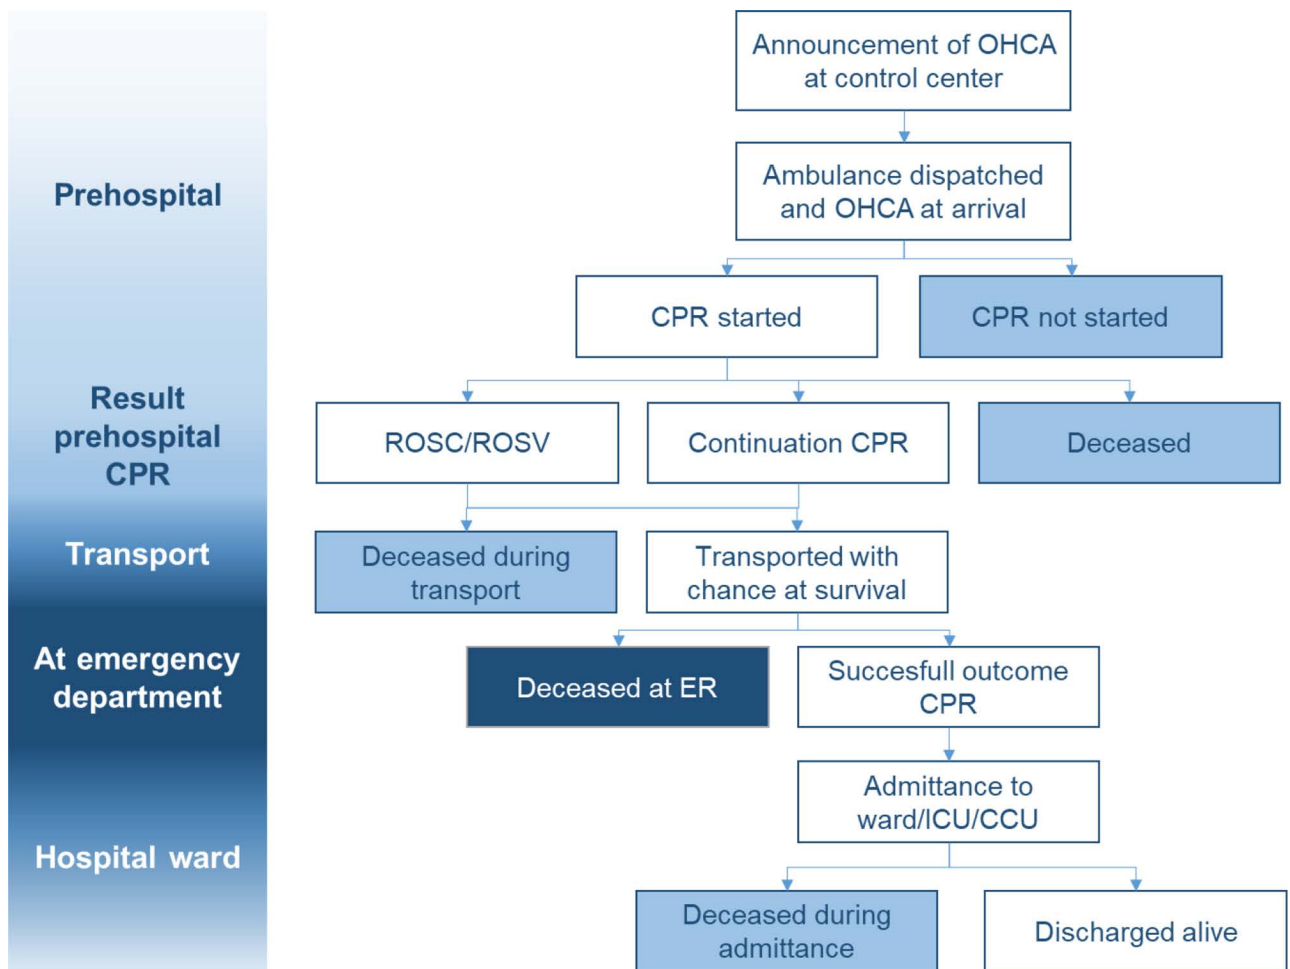 Announcement of OHCA
at control center
Prehospital
Ambulance dispatched
and OHCA at arrival
CPR started
CPR not started
Result
prehospital
CPR
ROSC/ROSV
Continuation CPR
Deceased
Transport
Deceased during
transport
Transported with
chance at survival
At emergency
department
Deceased at ER
Succesfull outcome
CPR
Admittance to
ward/ICU/CCU
Hospital ward
Deceased during
admittance
Discharged alive